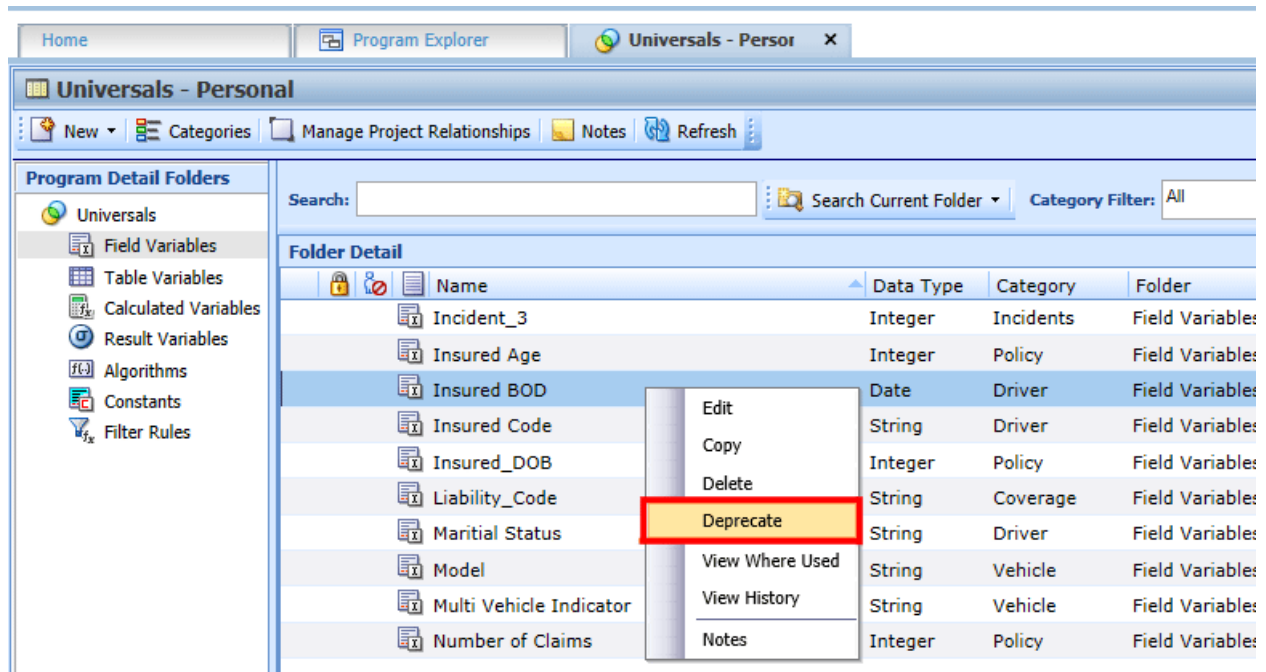 Home Program Explorer Universals - Persor x
Universals - Personal
New Categories Manage Project Relationships Notes Refresh
Program Detail Folders
Universals
Field Variables
Table Variables
Calculated Variables
Result Variables
Algorithms
Constants
Filter Rules
Search: Search Current Folder Category Filter: All
Folder Detail
Name Data Type Category Folder
Incident_3 Integer Incidents Field Variables
Insured Age Integer Policy Field Variables
Insured BOD Date Driver Field Variables
Insured Code String Driver Field Variables
Insured_DOB Integer Policy Field Variables
Liability_Code String Coverage Field Variables
Maritial Status String Driver Field Variables
Model String Vehicle Field Variables
Multi Vehicle Indicator String Vehicle Field Variables
Number of Claims Integer Policy Field Variables
Edit
Copy
Delete
Deprecate
View Where Used
View History
Notes